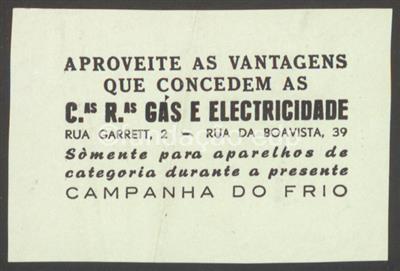 APROVEITE AS VANTAGENS
QUE CONCEDEM AS
C.AS R.AS GÁS E ELECTRICIDADE
RUA GARRETT, 2 — RUA DA BOAVISTA, 39
Sòmente para aparelhos de
categoria durante a presente
CAMPANHA DO FRIO